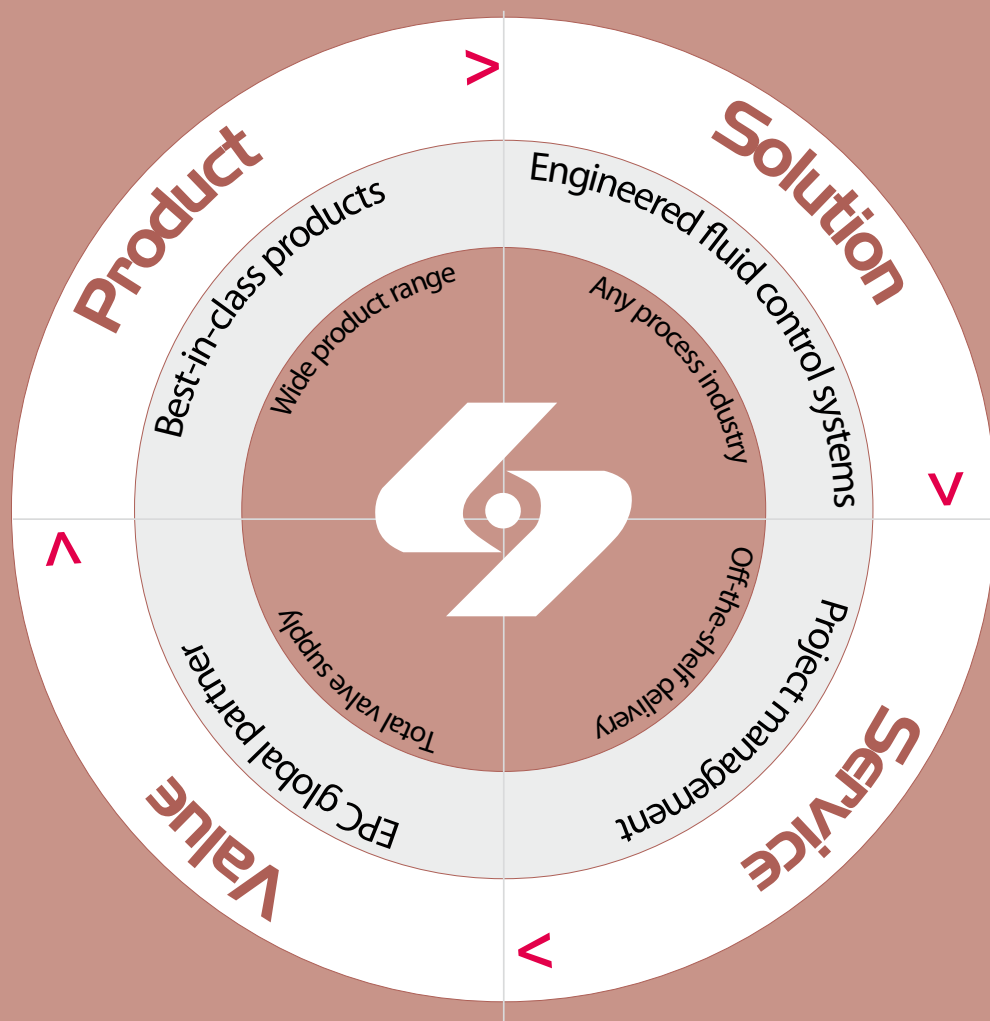 Product
Best-in-class products
Wide product range
>
Solution
Engineered fluid control systems
Any process industry
>
Service
Project management
Off-the-shelf delivery
>
Value
EPC global partner
Total valve supply
>